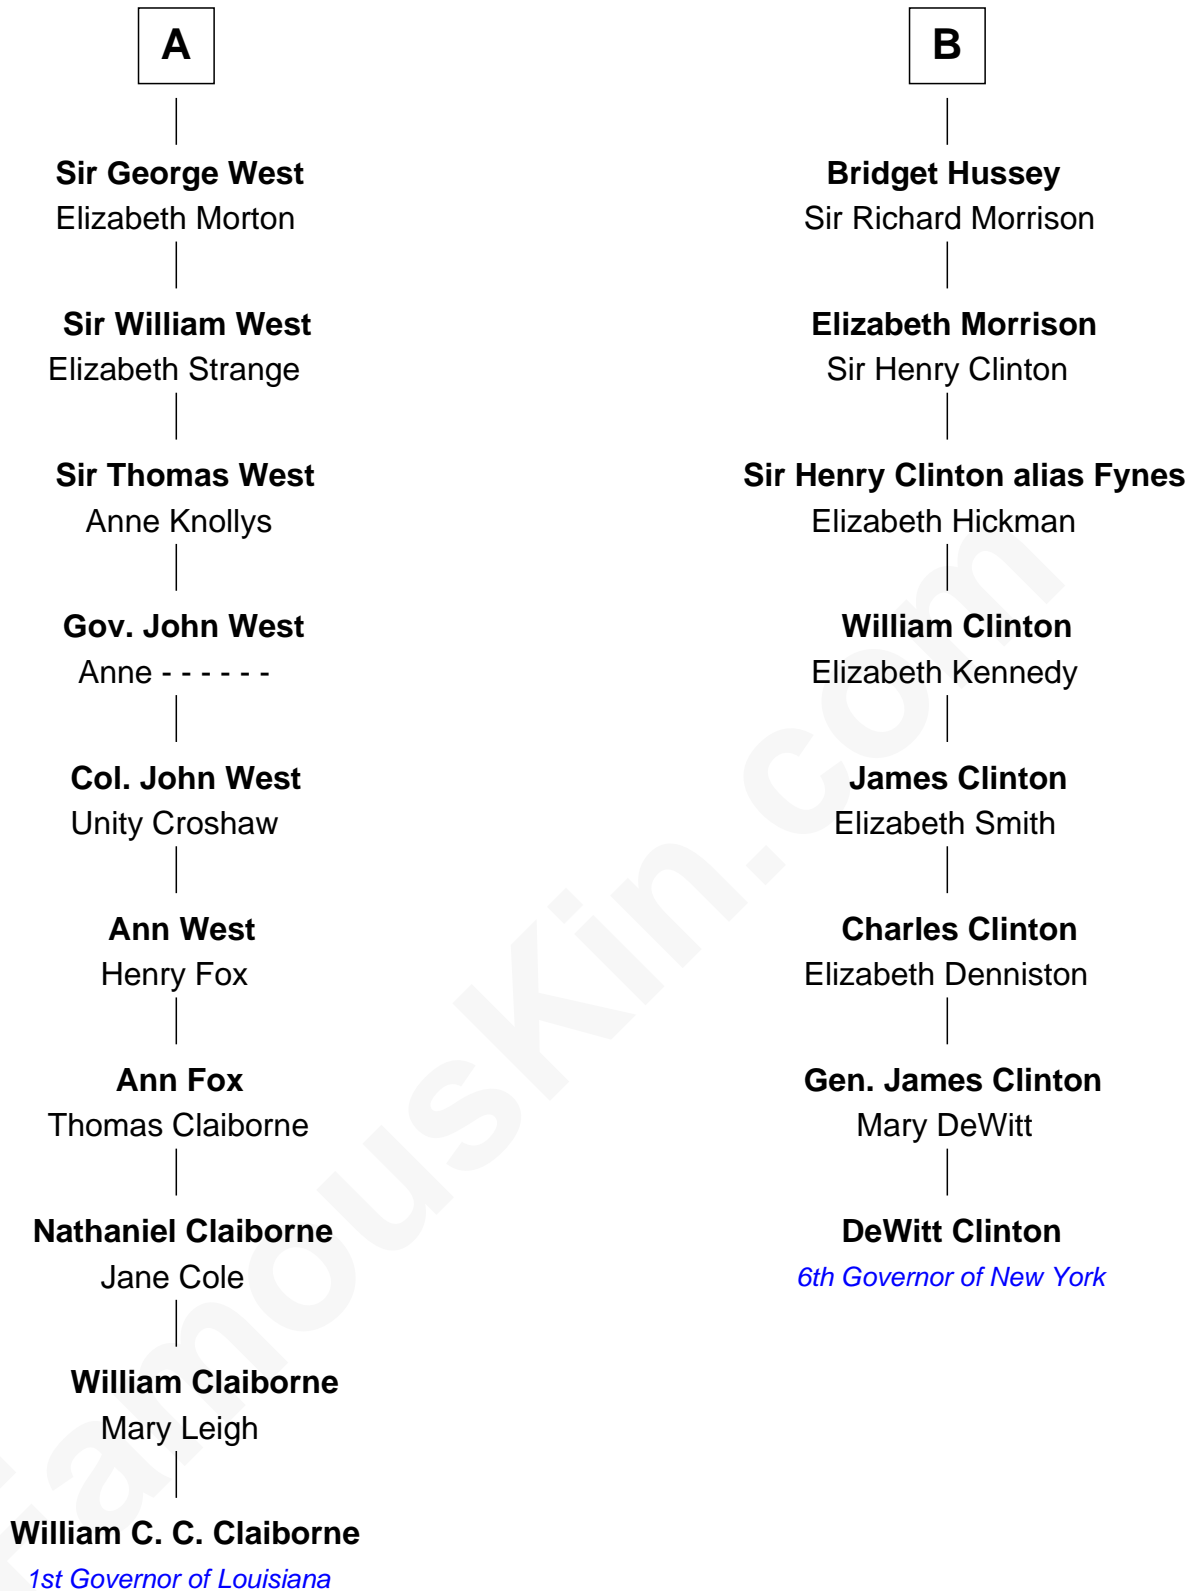 A
Sir George West
Elizabeth Morton
Sir William West
Elizabeth Strange
Sir Thomas West
Anne Knollys
Gov. John West
Anne - - - - - -
Col. John West
Unity Croshaw
Ann West
Henry Fox
Ann Fox
Thomas Claiborne
Nathaniel Claiborne
Jane Cole
William Claiborne
Mary Leigh
William C. C. Claiborne
1st Governor of Louisiana
B
Bridget Hussey
Sir Richard Morrison
Elizabeth Morrison
Sir Henry Clinton
Sir Henry Clinton alias Fynes
Elizabeth Hickman
William Clinton
Elizabeth Kennedy
James Clinton
Elizabeth Smith
Charles Clinton
Elizabeth Denniston
Gen. James Clinton
Mary DeWitt
DeWitt Clinton
6th Governor of New York
FamousKin.com